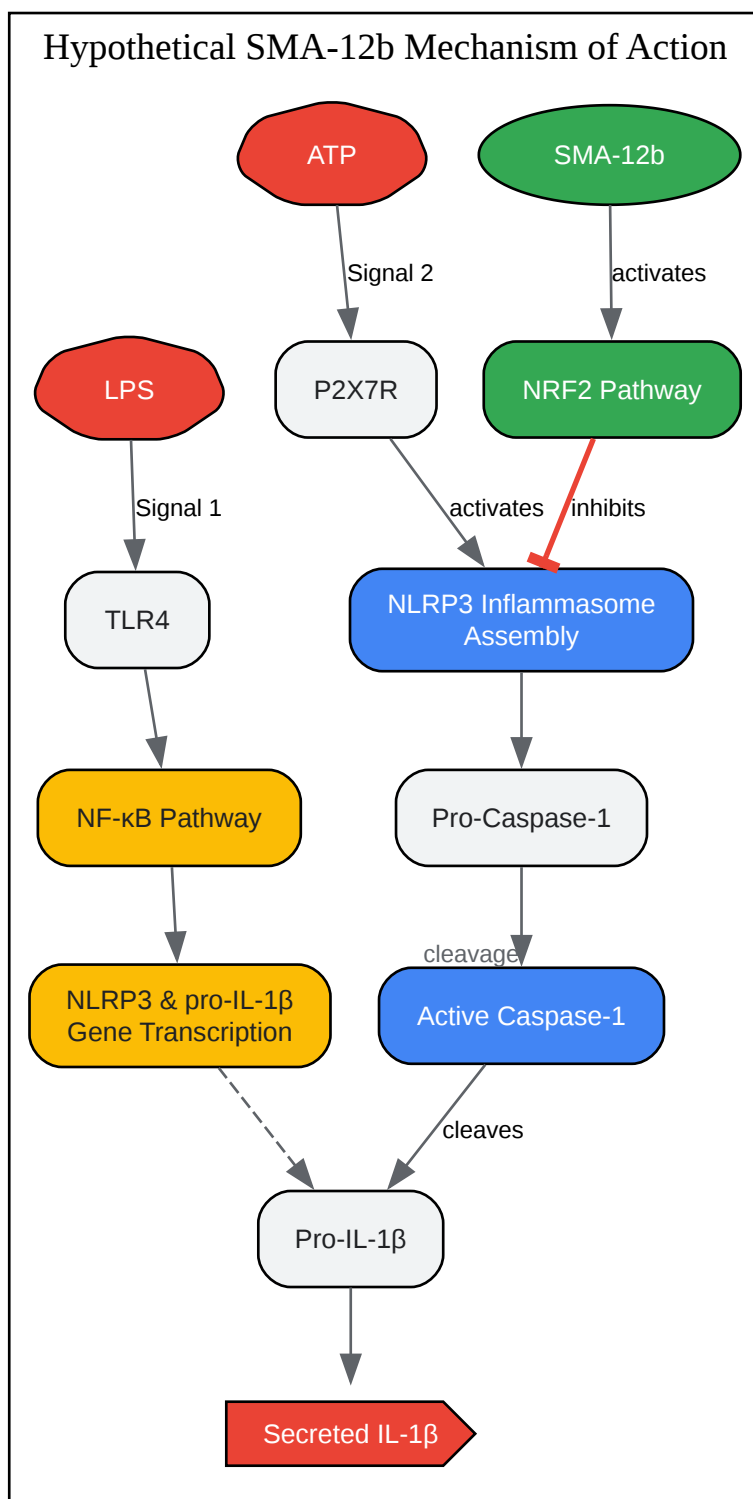 Hypothetical SMA-12b Mechanism of Action
ATP
SMA-12b
Signal 2
activates
LPS
P2X7R
NRF2 Pathway
Signal 1
activates
inhibits
TLR4
NLRP3 Inflammasome
Assembly
NF-κB Pathway
Pro-Caspase-1
cleavage
NLRP3 & pro-IL-1β
Gene Transcription
Active Caspase-1
cleaves
Pro-IL-1β
Secreted IL-1β